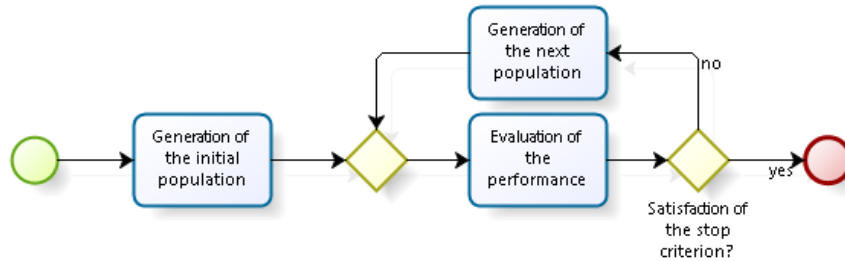 Generation of
the next
population
no
Generation of
the initial
population
Evaluation of
the
performance
yes
Satisfaction of
the stop
criterion?